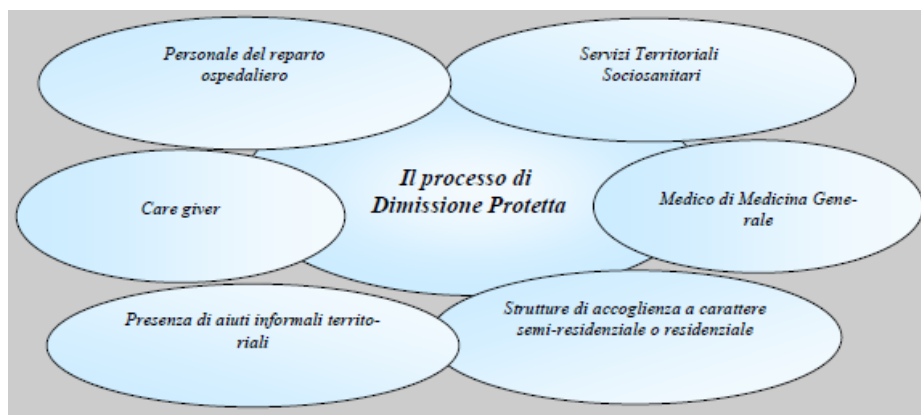 Personale del reparto
ospedaliero
Servizi Territoriali
Sociosanitari
Il processo di
Dimissione Protetta
Care giver
Medico di Medicina Gene-
rale
Presenza di aiuti informali territo-
riali
Strutture di accoglienza a carattere
semi-residenziale o residenziale